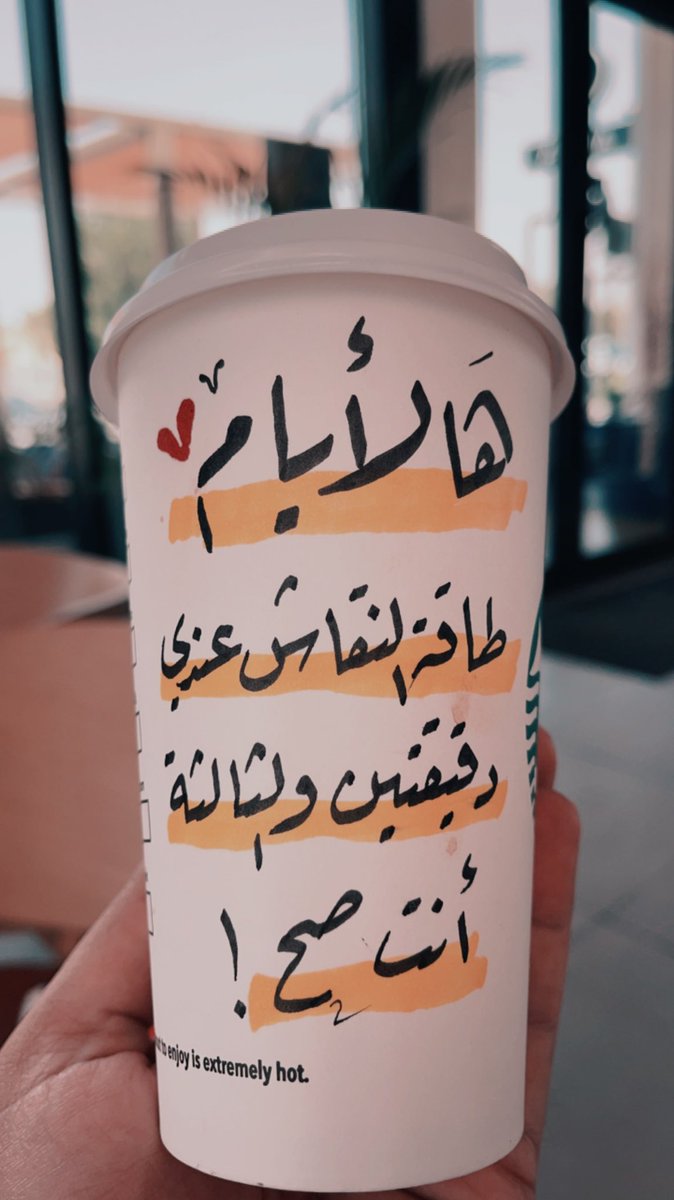 هَالأيام
طاقة النقاش عندي
دقيقتين والثالثة
أنت صح !
to enjoy is extremely hot.